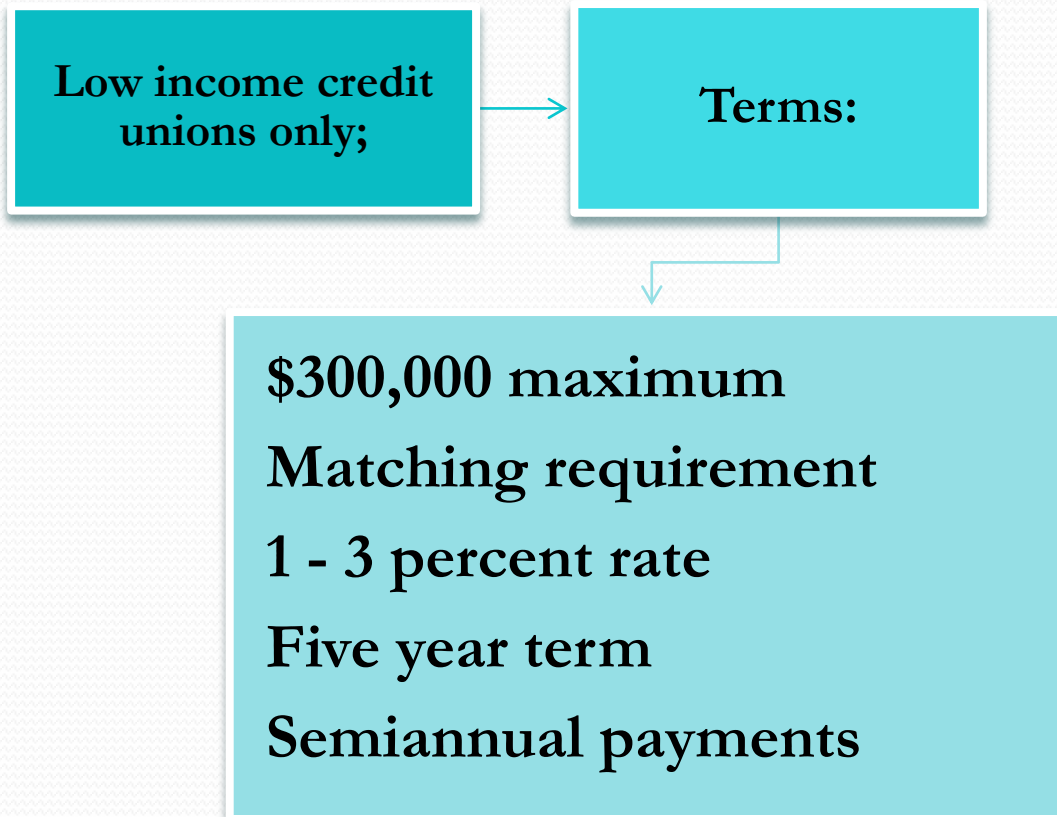 Low income credit
unions only;
Terms:
$300,000 maximum
Matching requirement
1 - 3 percent rate
Five year term
Semiannual payments